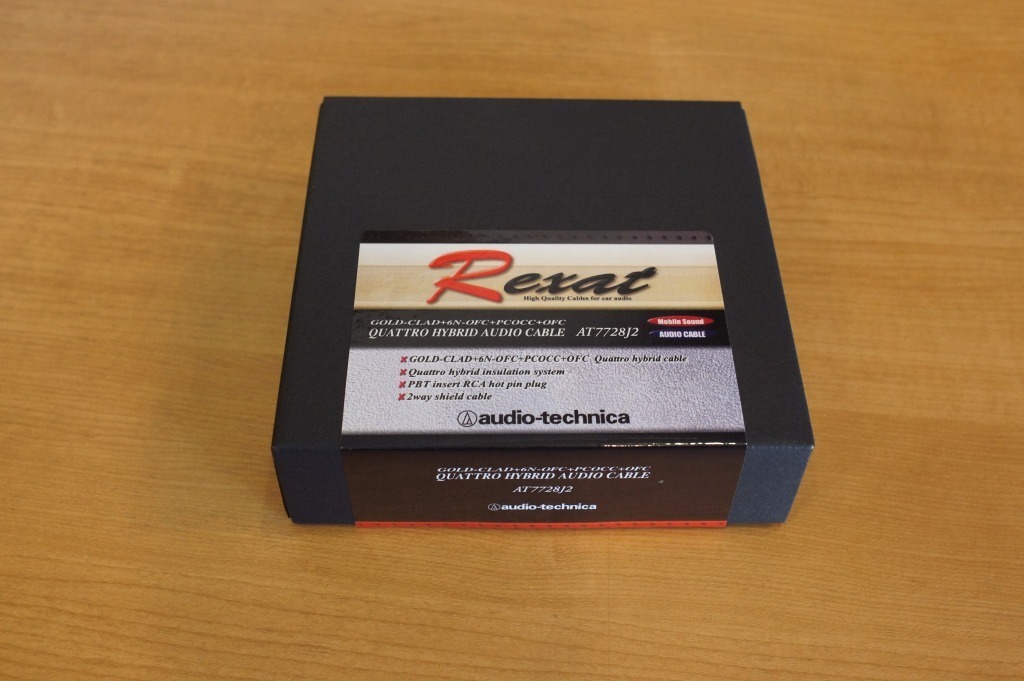 Rexat
High Quality Cables for car audio
GOLD-CLAD+6N-OFC+PCOCC+OFC
QUATTRO HYBRID AUDIO CABLE AT7728J2
Mobile Sound
AUDIO CABLE
GOLD-CLAD+6N-OFC+PCOCC+OFC Quattro hybrid cable
Quattro hybrid insulation system
PBT insert RCA hot pin plug
2way shield cable
audio-technica
GOLD-CLAD+6N-OFC+PCOCC+OFC
QUATTRO HYBRID AUDIO CABLE
AT7728J2
audio-technica